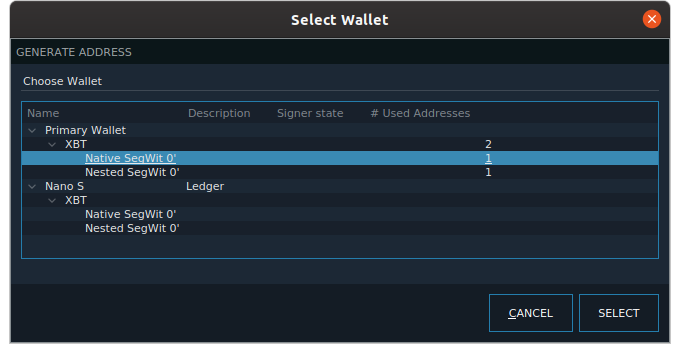 Select Wallet
GENERATE ADDRESS
Choose Wallet
Name Description Signer state # Used Addresses
Primary Wallet
XBT 2
Native SegWit 0' 1
Nested SegWit 0' 1
Nano S Ledger
XBT
Native SegWit 0'
Nested SegWit 0'
CANCEL SELECT